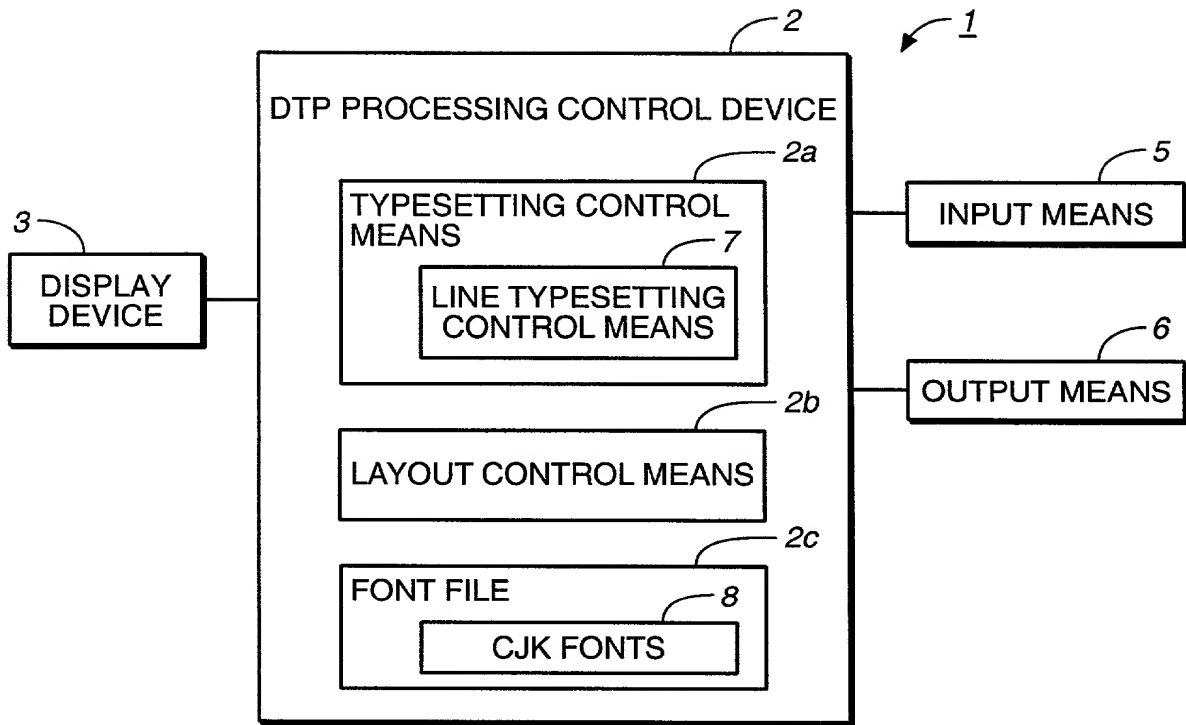 2
1
DTP PROCESSING CONTROL DEVICE
2a
TYPESETTING CONTROL
MEANS
7
LINE TYPESETTING
CONTROL MEANS
3
DISPLAY
DEVICE
5
INPUT MEANS
6
OUTPUT MEANS
2b
LAYOUT CONTROL MEANS
2c
FONT FILE
8
CJK FONTS